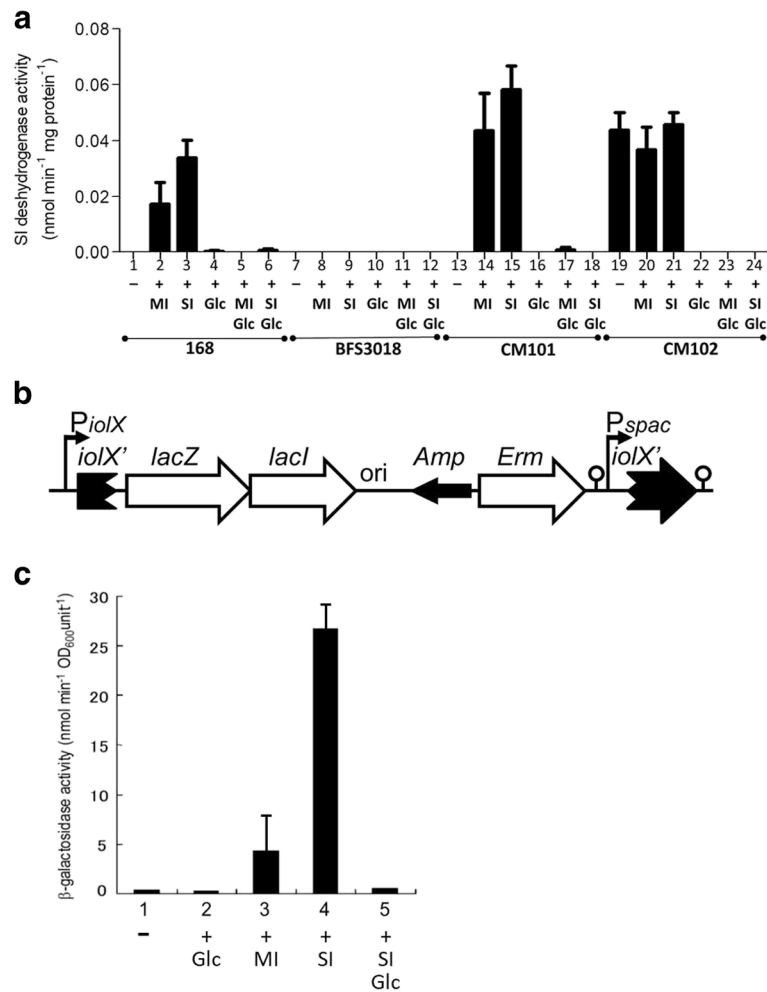 a
SI deshydrogenase activity
(nmol min-1 mg protein-1)
0.08
0.06
0.04
0.02
0.00
1 2 3 4 5 6 7 8 9 10 11 12 13 14 15 16 17 18 19 20 21 22 23 24
– + + + + + – + + + + + – + + + + + – + + + + +
MI SI Glc MI SI MI SI Glc MI SI MI SI Glc MI SI MI SI Glc MI SI
Glc Glc Glc Glc Glc Glc Glc Glc
168 BFS3018 CM101 CM102
b
PiolX Pspac
iolX' lacZ lacI ori Amp Erm iolX'
c
β-galactosidase activity (nmol min-1 OD600unit-1)
30
25
20
15
10
5
0
1 2 3 4 5
– + + + +
Glc MI SI SI
Glc